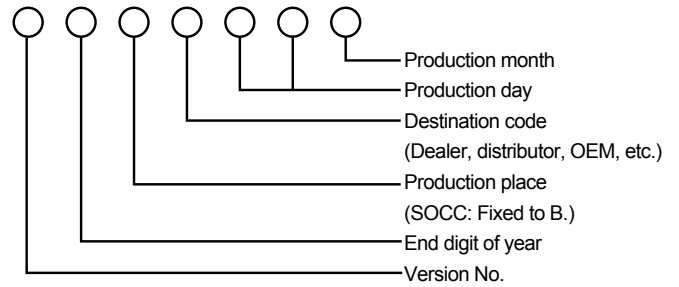 Production month
Production day
Destination code
(Dealer, distributor, OEM, etc.)
Production place
(SOCC: Fixed to B.)
End digit of year
Version No.